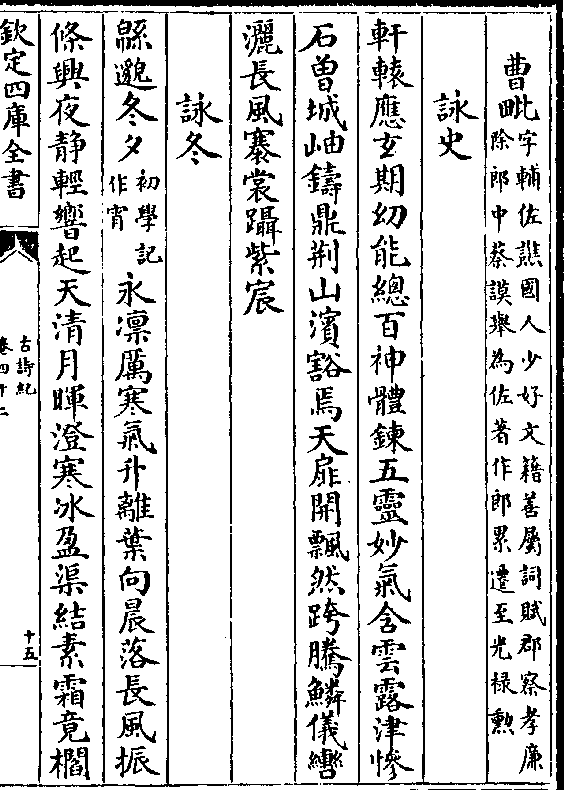 曹毗字輔佐譙國人少好文籍善屬詞賦郡察孝廉
除郎中蔡謨舉為佐著作郎累遷至光禄勲
詠史
軒轅應玄期幼能總百神體鍊五靈妙氣含雲露津慘
石曾城岫鑄鼎荆山濱豁焉天扉開飄然跨騰鱗儀轡
灑長風褰裳躡紫宸
詠冬
緜邈冬夕初學記
作宵
永凛厲寒氣升離葉向晨落長風振
條興夜静輕響起天清月暉澄寒冰盈渠結素霜竟櫩
欽定四庫全書
古詩紀
卷四十二
十五